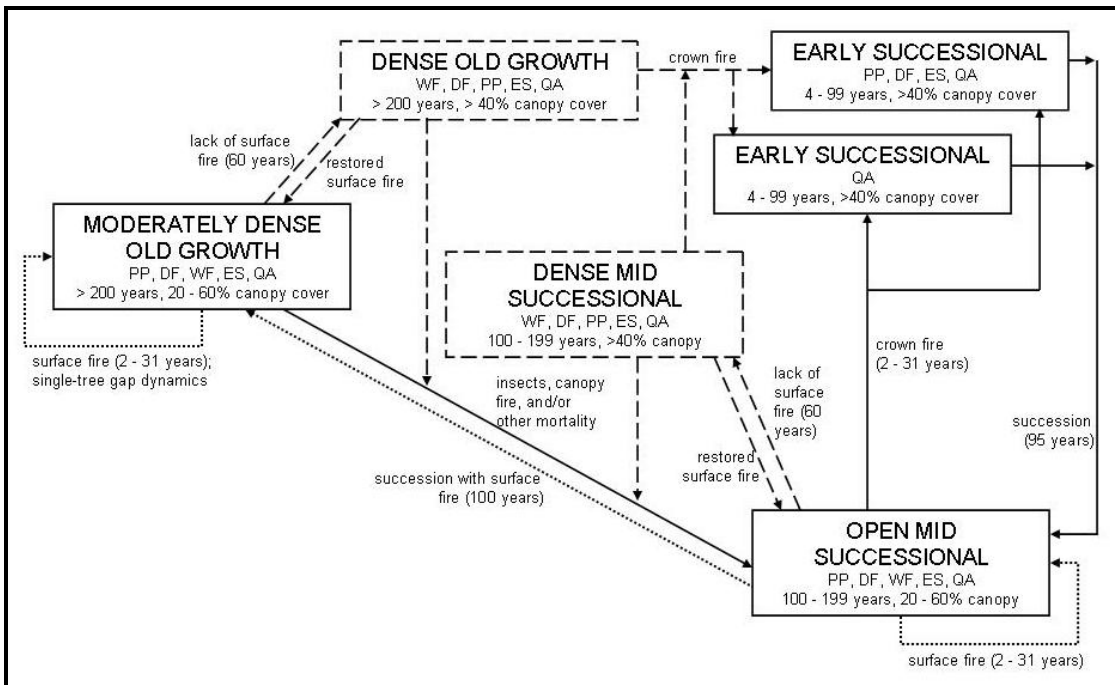 DENSE OLD GROWTH
WF, DF, PP, ES, QA
> 200 years, > 40% canopy cover
crown fire
EARLY SUCCESSIONAL
PP, DF, ES, QA
4 - 99 years, >40% canopy cover
lack of surface
fire (60 years)
restored
surface fire
EARLY SUCCESSIONAL
QA
4 - 99 years, >40% canopy cover
MODERATELY DENSE
OLD GROWTH
PP, DF, WF, ES, QA
> 200 years, 20 - 60% canopy cover
DENSE MID
SUCCESSIONAL
WF, DF, PP, ES, QA
100 - 199 years, >40% canopy
surface fire (2 - 31 years);
single-tree gap dynamics
insects, canopy
fire, and/or
other mortality
lack of
surface
fire (60
years)
crown fire
(2 - 31 years)
succession
(95 years)
restored
surface fire
succession with surface
fire (100 years)
OPEN MID
SUCCESSIONAL
PP, DF, WF, ES, QA
100 - 199 years, 20 - 60% canopy
surface fire (2 - 31 years)